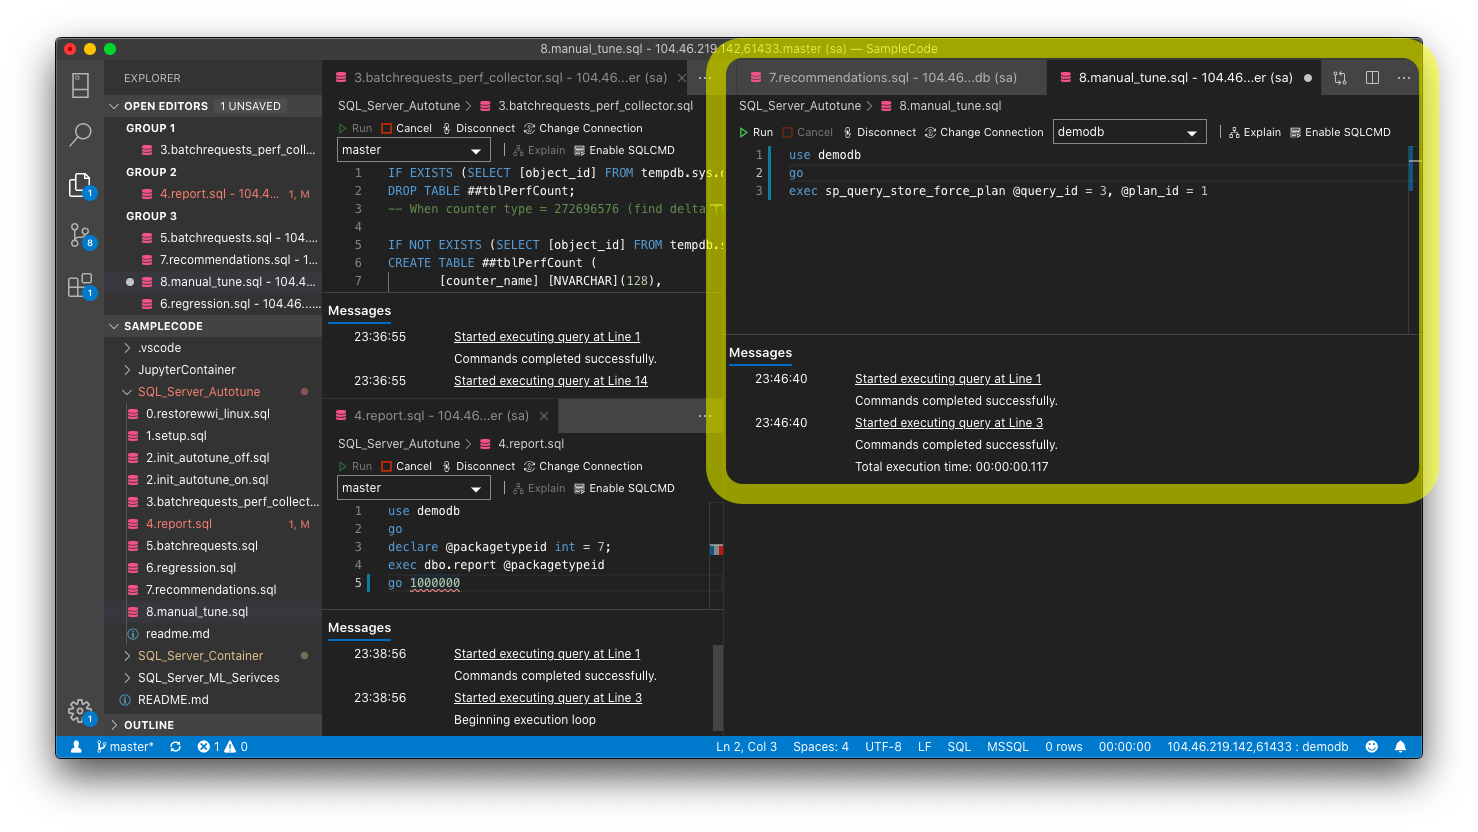 8.manual_tune.sql - 104.46.219.142,61433.master (sa) — SampleCode
EXPLORER
OPEN EDITORS 1 UNSAVED
GROUP 1
3.batchrequests_perf_coll...
GROUP 2
4.report.sql - 104.4... 1, M
GROUP 3
5.batchrequests.sql - 104....
7.recommendations.sql - 1...
8.manual_tune.sql - 104.4...
6.regression.sql - 104.46......
SAMPLECODE
.vscode
JupyterContainer
SQL_Server_Autotune
0.restorewwi_linux.sql
1.setup.sql
2.init_autotune_off.sql
2.init_autotune_on.sql
3.batchrequests_perf_collect...
4.report.sql 1, M
5.batchrequests.sql
6.regression.sql
7.recommendations.sql
8.manual_tune.sql
readme.md
SQL_Server_Container
SQL_Server_ML_Serivces
README.md
OUTLINE
1
8
1
1
3.batchrequests_perf_collector.sql - 104.46...er (sa)
SQL_Server_Autotune > 3.batchrequests_perf_collector.sql
Run Cancel Disconnect Change Connection
master Explain Enable SQLCMD
1 IF EXISTS (SELECT [object_id] FROM tempdb.sys.
2 DROP TABLE ##tblPerfCount;
3 -- When counter type = 272696576 (find delta
4
5 IF NOT EXISTS (SELECT [object_id] FROM tempdb.s
6 CREATE TABLE ##tblPerfCount (
7 [counter_name] [NVARCHAR](128),
Messages
23:36:55 Started executing query at Line 1
Commands completed successfully.
23:36:55 Started executing query at Line 14
4.report.sql - 104.46...er (sa)
SQL_Server_Autotune > 4.report.sql
Run Cancel Disconnect Change Connection
master Explain Enable SQLCMD
1 use demodb
2 go
3 declare @packagetypeid int = 7;
4 exec dbo.report @packagetypeid
5 go 1000000
Messages
23:38:56 Started executing query at Line 1
Commands completed successfully.
23:38:56 Started executing query at Line 3
Beginning execution loop
7.recommendations.sql - 104.46...db (sa) 8.manual_tune.sql - 104.46...er (sa)
SQL_Server_Autotune > 8.manual_tune.sql
Run Cancel Disconnect Change Connection demodb Explain Enable SQLCMD
1 use demodb
2 go
3 exec sp_query_store_force_plan @query_id = 3, @plan_id = 1
Messages
23:46:40 Started executing query at Line 1
Commands completed successfully.
23:46:40 Started executing query at Line 3
Commands completed successfully.
Total execution time: 00:00:00.117
master* 1 0 Ln 2, Col 3 Spaces: 4 UTF-8 LF SQL MSSQL 0 rows 00:00:00 104.46.219.142,61433 : demodb